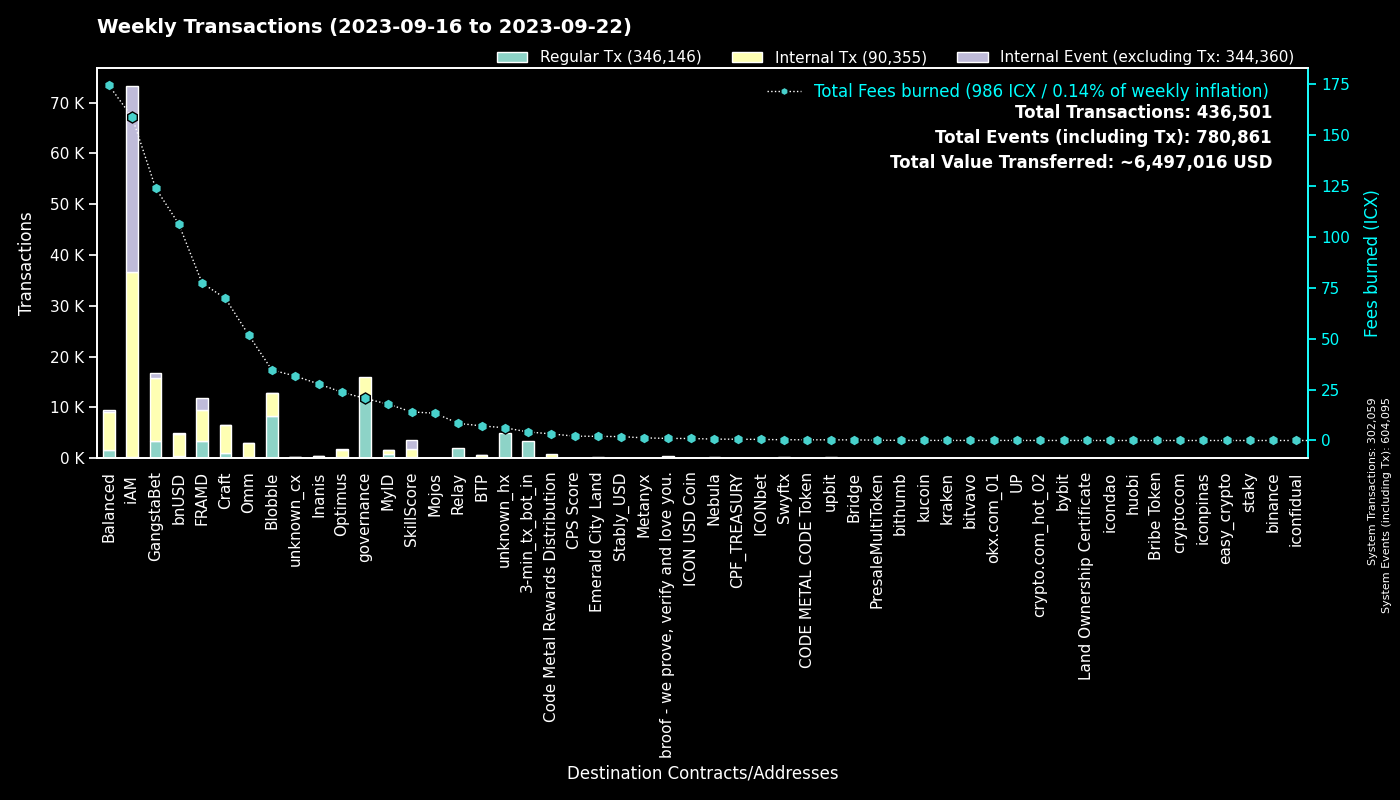 Weekly Transactions (2023-09-16 to 2023-09-22)
Regular Tx (346,146)
Internal Tx (90,355)
Internal Event (excluding Tx: 344,360)
Total Fees burned (986 ICX / 0.14% of weekly inflation)
Total Transactions: 436,501
Total Events (including Tx): 780,861
Total Value Transferred: ~6,497,016 USD
Transactions
70 K
60 K
50 K
40 K
30 K
20 K
10 K
0 K
175
150
125
100
75
50
25
0
Fees burned (ICX)
System Transactions: 302,059
System Events (including Tx): 604,095
Balanced
iAM
GangstaBet
bnUSD
FRAMD
Craft
Omm
Blobble
unknown_cx
Inanis
Optimus
governance
MyID
SkillScore
Mojos
Relay
BTP
unknown_hx
3-min_tx_bot_in
Code Metal Rewards Distribution
CPS Score
Emerald City Land
Stably_USD
Metanyx
broof - we prove, verify and love you.
ICON USD Coin
Nebula
CPF_TREASURY
ICONbet
Swyftx
CODE METAL CODE Token
upbit
Bridge
PresaleMultiToken
bithumb
kucoin
kraken
bitvavo
okx.com_01
UP
crypto.com_hot_02
bybit
Land Ownership Certificate
icondao
huobi
Bribe Token
cryptocom
iconpinas
easy_crypto
staky
binance
iconfidual
Destination Contracts/Addresses